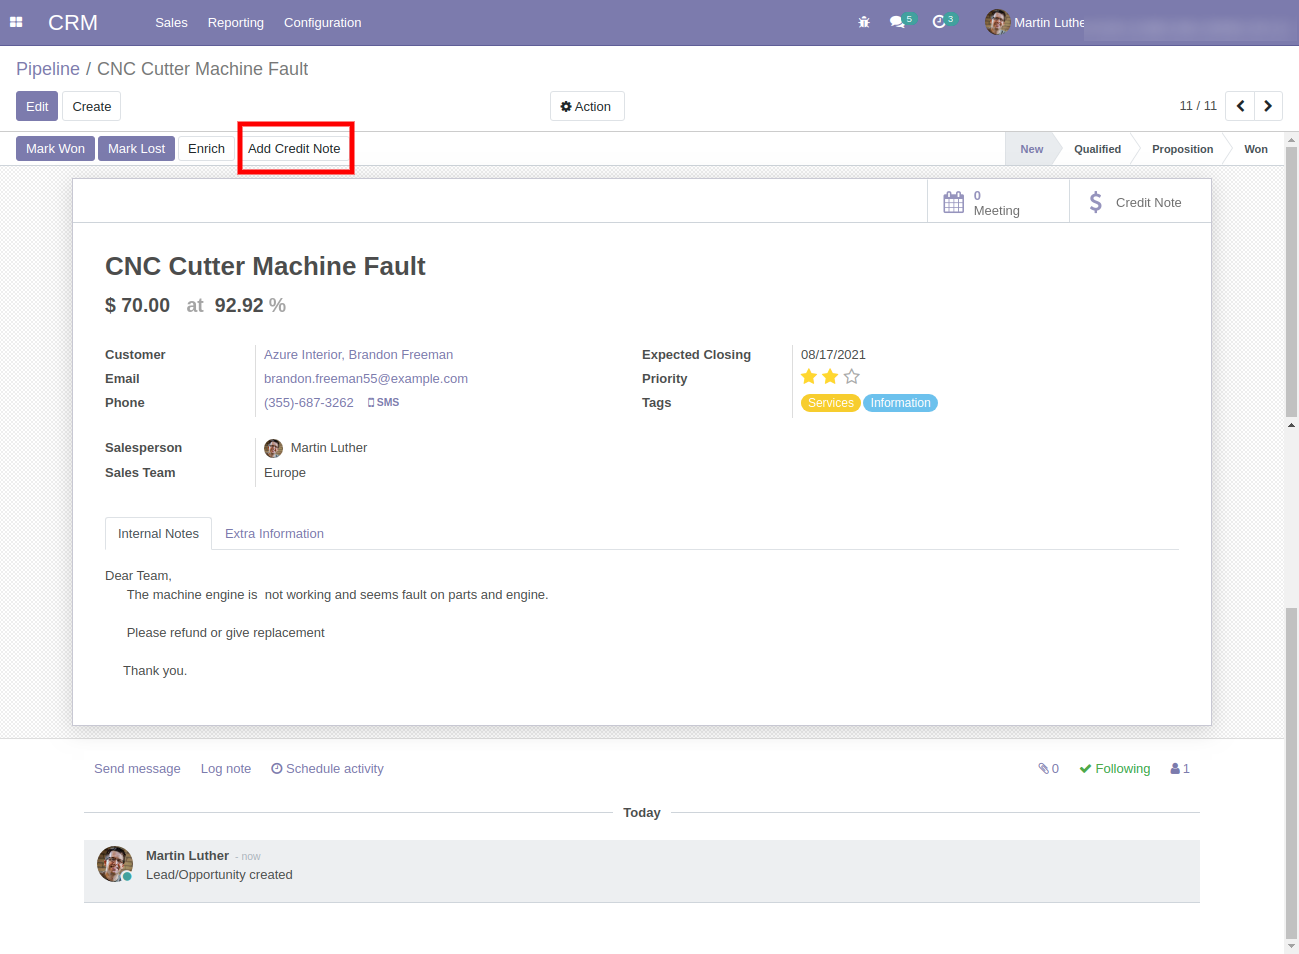 CRM Sales Reporting Configuration 5 3 Martin Luthe
Pipeline / CNC Cutter Machine Fault
Edit Create Action 11 / 11
Mark Won Mark Lost Enrich Add Credit Note New Qualified Proposition Won
0
Meeting
Credit Note
CNC Cutter Machine Fault
$ 70.00 at 92.92 %
Customer Azure Interior, Brandon Freeman
Email brandon.freeman55@example.com
Phone (355)-687-3262 SMS
Expected Closing 08/17/2021
Priority
Tags Services Information
Salesperson Martin Luther
Sales Team Europe
Internal Notes Extra Information
Dear Team,
The machine engine is  not working and seems fault on parts and engine.
Please refund or give replacement
Thank you.
Send message Log note Schedule activity 0 Following 1
Today
Martin Luther - now
Lead/Opportunity created